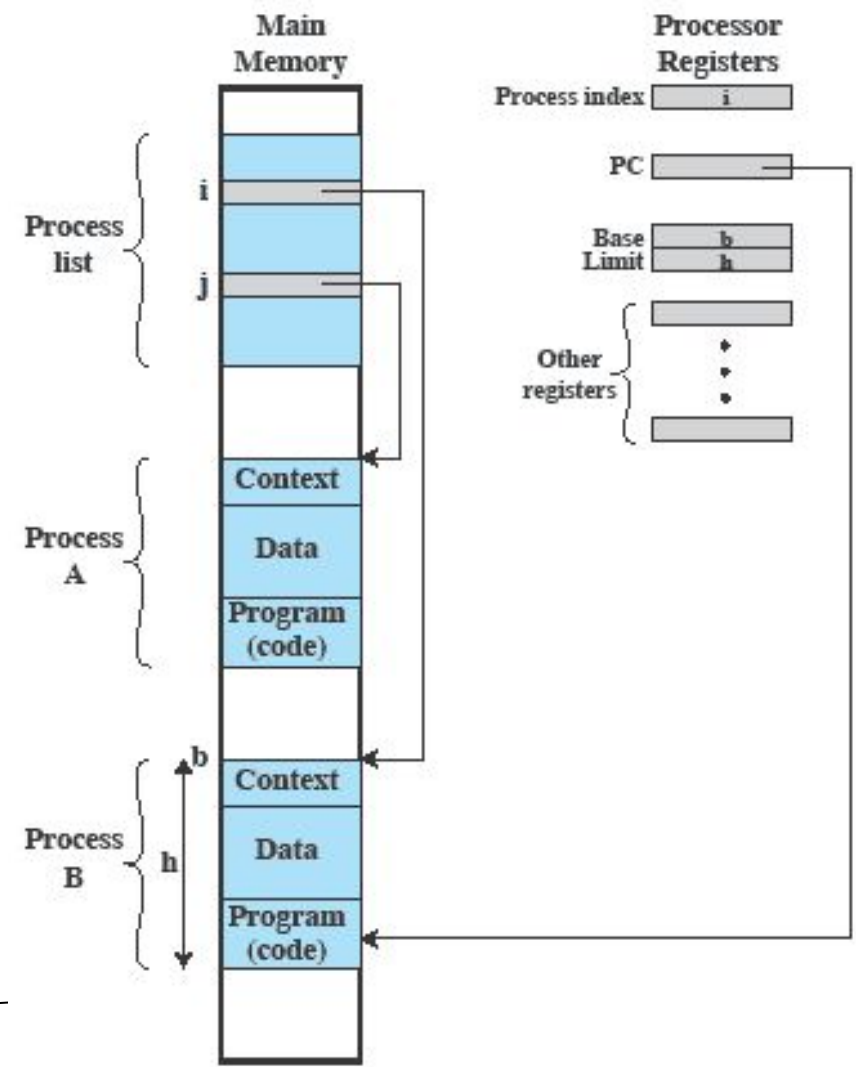 Main
Memory
Processor
Registers
Process index
i
PC
Base
b
Limit
h
Other
registers
Process
list
i
j
Process
A
Context
Data
Program
(code)
Process
B
b
h
Context
Data
Program
(code)